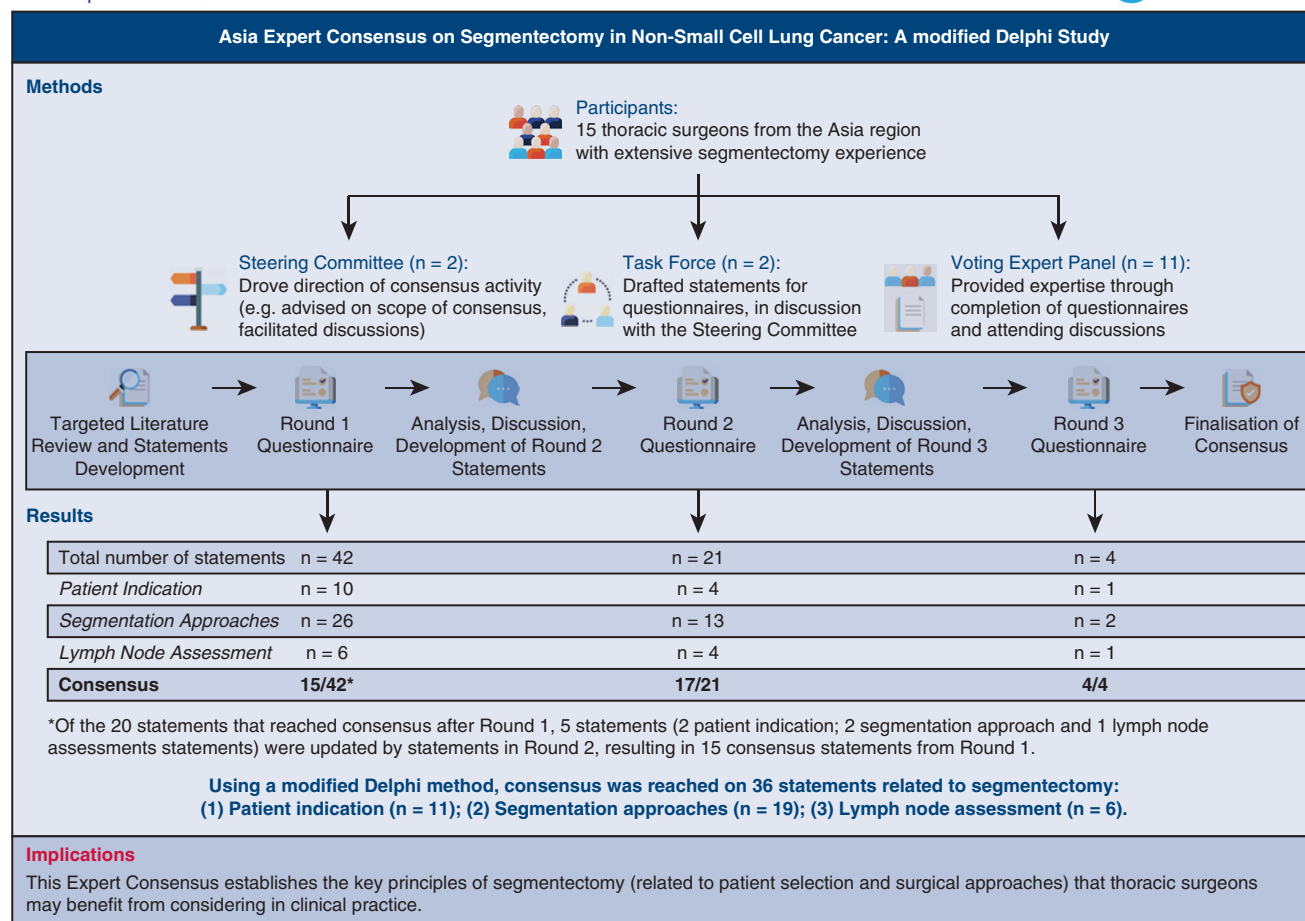 Asia Expert Consensus on Segmentectomy in Non-Small Cell Lung Cancer: A modified Delphi Study
Methods
Participants:
15 thoracic surgeons from the Asia region
with extensive segmentectomy experience
Steering Committee (n = 2):
Drove direction of consensus activity
(e.g. advised on scope of consensus,
facilitated discussions)
Task Force (n = 2):
Drafted statements for
questionnaires, in discussion
with the Steering Committee
Voting Expert Panel (n = 11):
Provided expertise through
completion of questionnaires
and attending discussions
Targeted Literature
Review and Statements
Development
Round 1
Questionnaire
Analysis, Discussion,
Development of Round 2
Statements
Round 2
Questionnaire
Analysis, Discussion,
Development of Round 3
Statements
Round 3
Questionnaire
Finalisation of
Consensus
Results
Total number of statements n = 42 n = 21 n = 4
Patient Indication n = 10 n = 4 n = 1
Segmentation Approaches n = 26 n = 13 n = 2
Lymph Node Assessment n = 6 n = 4 n = 1
Consensus 15/42* 17/21 4/4
*Of the 20 statements that reached consensus after Round 1, 5 statements (2 patient indication; 2 segmentation approach and 1 lymph node
assessments statements) were updated by statements in Round 2, resulting in 15 consensus statements from Round 1.
Using a modified Delphi method, consensus was reached on 36 statements related to segmentectomy:
(1) Patient indication (n = 11); (2) Segmentation approaches (n = 19); (3) Lymph node assessment (n = 6).
Implications
This Expert Consensus establishes the key principles of segmentectomy (related to patient selection and surgical approaches) that thoracic surgeons
may benefit from considering in clinical practice.